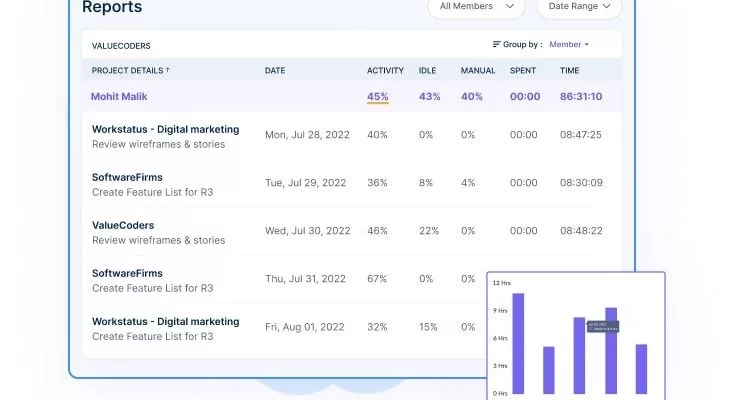 Reports
All Members
Date Range
VALUECODERS
Group by : Member
PROJECT DETAILS ↑ DATE ACTIVITY IDLE MANUAL SPENT TIME
Mohit Malik 45% 43% 40% 00:00 86:31:10
Workstatus - Digital marketing
Review wireframes & stories
Mon, Jul 28, 2022 40% 0% 0% 00:00 08:47:25
SoftwareFirms
Create Feature List for R3
Tue, Jul 29, 2022 36% 8% 4% 00:00 08:30:09
ValueCoders
Review wireframes & stories
Wed, Jul 30, 2022 46% 22% 0% 00:00 08:48:22
SoftwareFirms
Create Feature List for R3
Thu, Jul 31, 2022 67% 0% 0%
Workstatus - Digital marketing
Create Feature List for R3
Fri, Aug 01, 2022 32% 15% 0%
12 Hrs
9 Hrs
6 Hrs
3 Hrs
0 Hrs